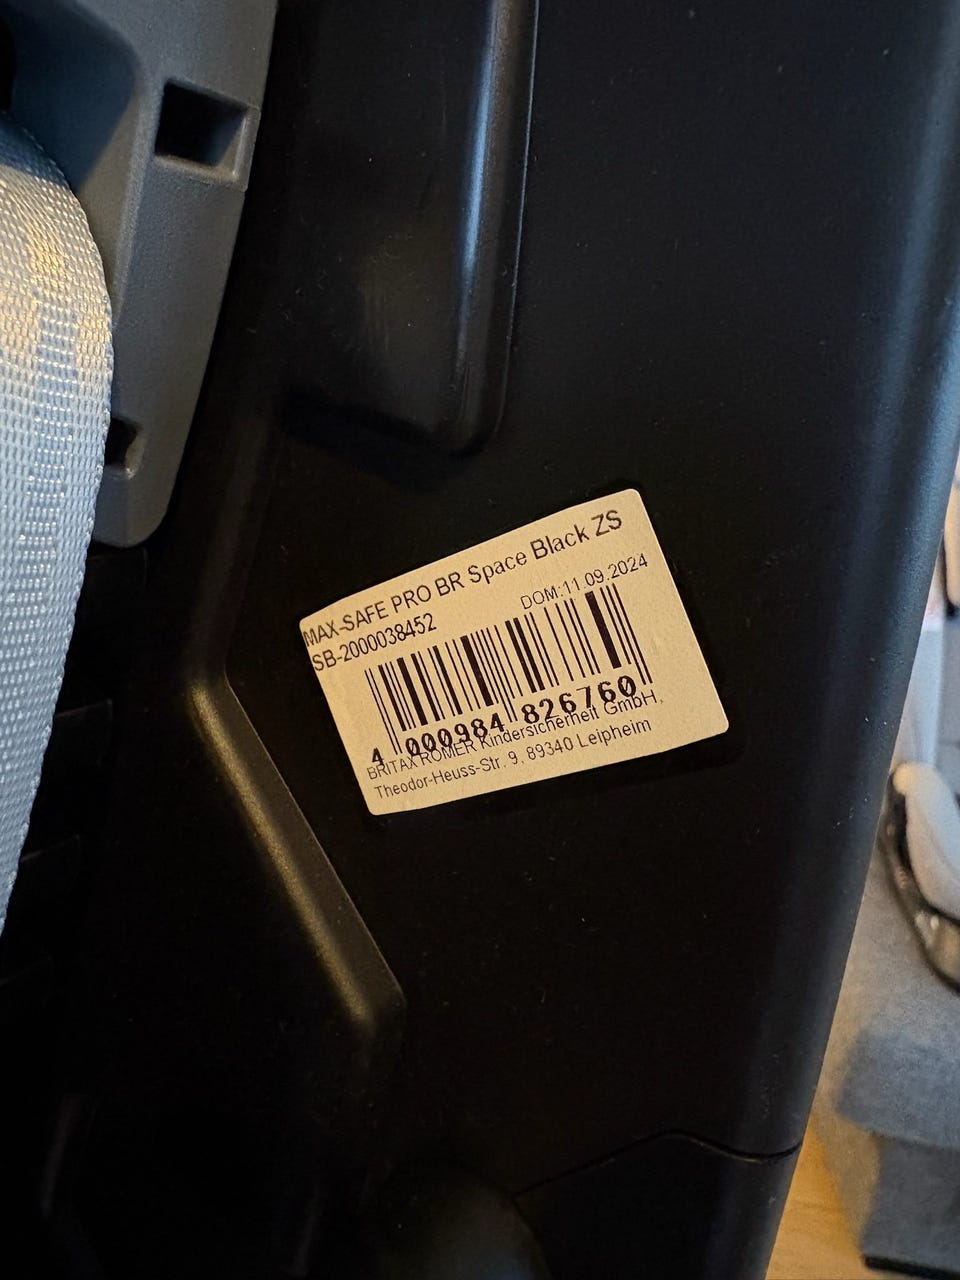 MAX-SAFE PRO BR Space Black ZS
SB-2000038452
DOM:11.09.2024
4 000984 826760
BRITAX RÖMER Kindersicherheit GmbH,
Theodor-Heuss-Str. 9, 89340 Leipheim